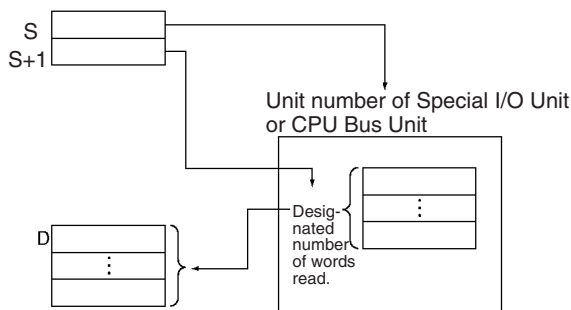 S
S+1
Unit number of Special I/O Unit
or CPU Bus Unit
Desig-
nated
number
of words
read.
D